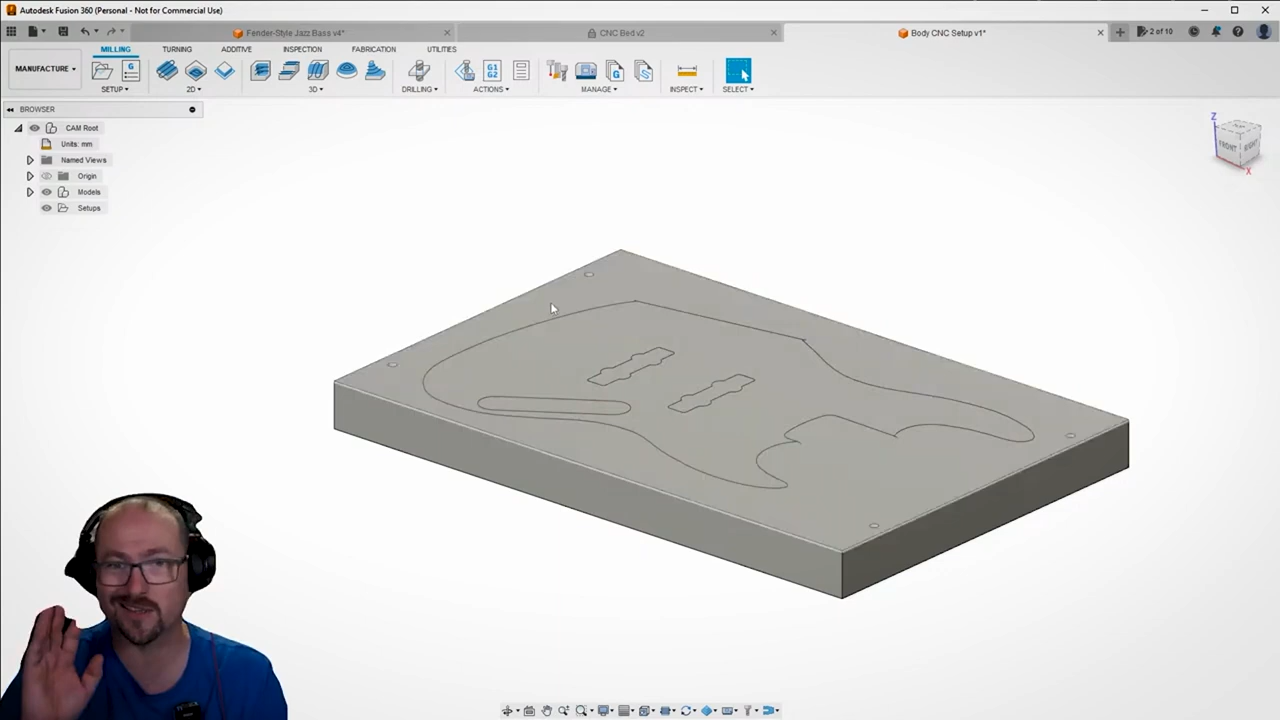 Autodesk Fusion 360 (Personal - Not for Commercial Use)
Fender-Style Jazz Bass v4*
CNC Bed v2
Body CNC Setup v1*
2 of 10
MILLING TURNING ADDITIVE INSPECTION FABRICATION UTILITIES
MANUFACTURE
G
G1
G2
G
SETUP 2D 3D DRILLING ACTIONS MANAGE INSPECT SELECT
BROWSER
CAM Root
Units: mm
Named Views
Origin
Models
Setups
Z
FRONT RIGHT
X